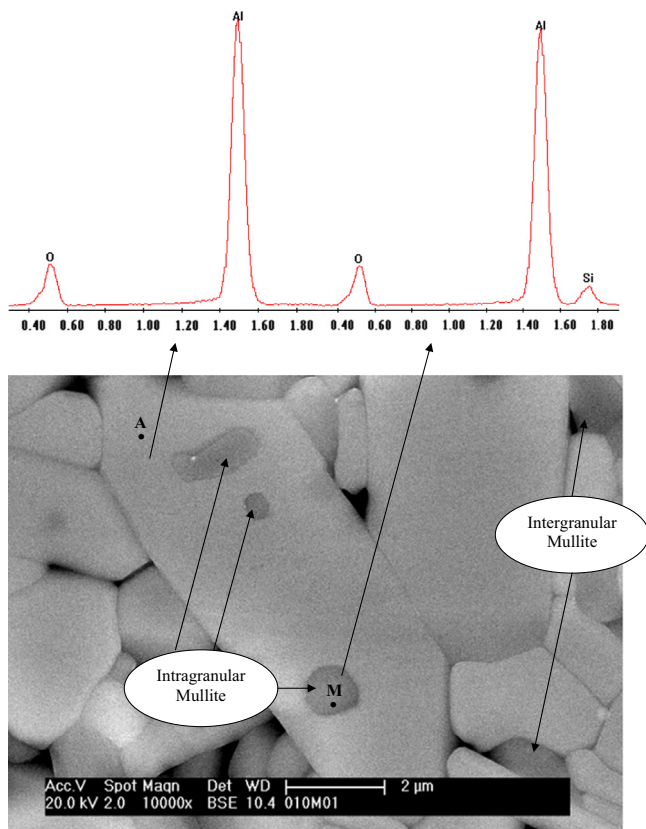 Al Al
O O Si
0.40 0.60 0.80 1.00 1.20 1.40 1.60 1.80 0.40 0.60 0.80 1.00 1.20 1.40 1.60 1.80
A
Intergranular
Mullite
Intragranular
Mullite
M
Acc.V Spot Magn Det WD 2 µm
20.0 kV 2.0 10000x BSE 10.4 010M01